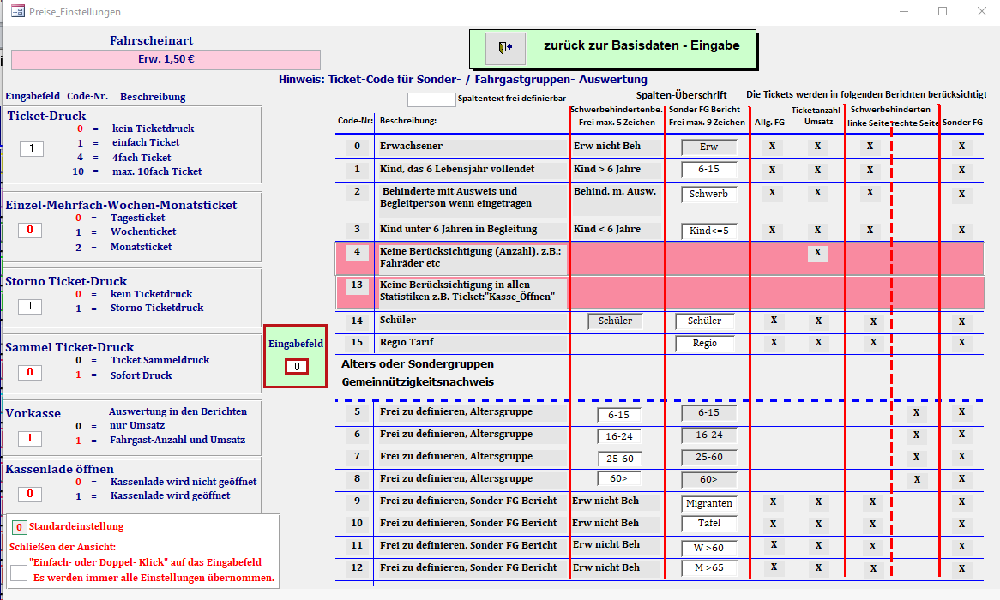 Preise_Einstellungen
Fahrscheinart
Erw. 1,50 €
zurück zur Basisdaten - Eingabe
Hinweis: Ticket-Code für Sonder- / Fahrgastgruppen- Auswertung
Eingabefeld Code-Nr. Beschreibung
Ticket-Druck
1
0 = kein Ticketdruck
1 = einfach Ticket
4 = 4fach Ticket
10 = max. 10fach Ticket
Einzel-Mehrfach-Wochen-Monatsticket
0
0 = Tagesticket
1 = Wochenticket
2 = Monatsticket
Storno Ticket-Druck
1
0 = kein Ticketdruck
1 = Storno Ticketdruck
Sammel Ticket-Druck
0
0 = Ticket Sammeldruck
1 = Sofort Druck
Vorkasse
1
Auswertung in den Berichten
0 = nur Umsatz
1 = Fahrgast-Anzahl und Umsatz
Kassenlade öffnen
0
0 = Kassenlade wird nicht geöffnet
1 = Kassenlade wird geöffnet
0 Standardeinstellung
Schließen der Ansicht:
"Einfach- oder Doppel- Klick" auf das Eingabefeld
Es werden immer alle Einstellungen übernommen.
Eingabefeld
0
Spaltentext frei definierbar
Spalten-Überschrift
Die Tickets werden in folgenden Berichten berücksichtigt
Code-Nr: Beschreibung:
Schwerbehindertenbe.
Frei max. 5 Zeichen
Sonder FG Bericht
Frei max. 9 Zeichen
Allg. FG
Ticketanzahl
Umsatz
Schwerbehinderten
linke Seite rechte Seite
Sonder FG
0 Erwachsener Erw nicht Beh Erw X X X X
1 Kind, das 6 Lebensjahr vollendet Kind > 6 Jahre 6-15 X X X X
2 Behinderte mit Ausweis und
Begleitperson wenn eingetragen
Behind. m. Ausw. Schwerb X X X X
3 Kind unter 6 Jahren in Begleitung Kind < 6 Jahre Kind<=5 X X X X
4 Keine Berücksichtigung (Anzahl), z.B.:
Fahräder etc
X
13 Keine Berücksichtigung in allen
Statistiken z.B. Ticket:"Kasse_Öffnen"
14 Schüler Schüler Schüler X X X X
15 Regio Tarif Regio X X X X
Alters oder Sondergruppen
Gemeinnützigkeitsnachweis
5 Frei zu definieren, Altersgruppe 6-15 6-15 X X
6 Frei zu definieren, Altersgruppe 16-24 16-24 X X
7 Frei zu definieren, Altersgruppe 25-60 25-60 X X
8 Frei zu definieren, Altersgruppe 60> 60> X X
9 Frei zu definieren, Sonder FG Bericht Erw nicht Beh Migranten X X X X
10 Frei zu definieren, Sonder FG Bericht Erw nicht Beh Tafel X X X X
11 Frei zu definieren, Sonder FG Bericht Erw nicht Beh W >60 X X X X
12 Frei zu definieren, Sonder FG Bericht Erw nicht Beh M >65 X X X X